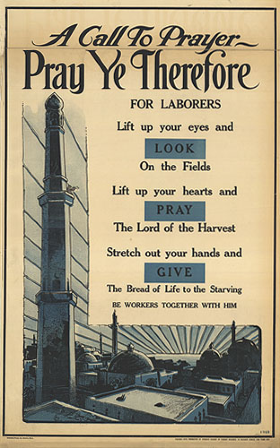 A Call To Prayer
Pray Ye Therefore
FOR LABORERS
Lift up your eyes and
LOOK
On the Fields
Lift up your hearts and
PRAY
The Lord of the Harvest
Stretch out your hands and
GIVE
The Bread of Life to the Starving
BE WORKERS TOGETHER WITH HIM